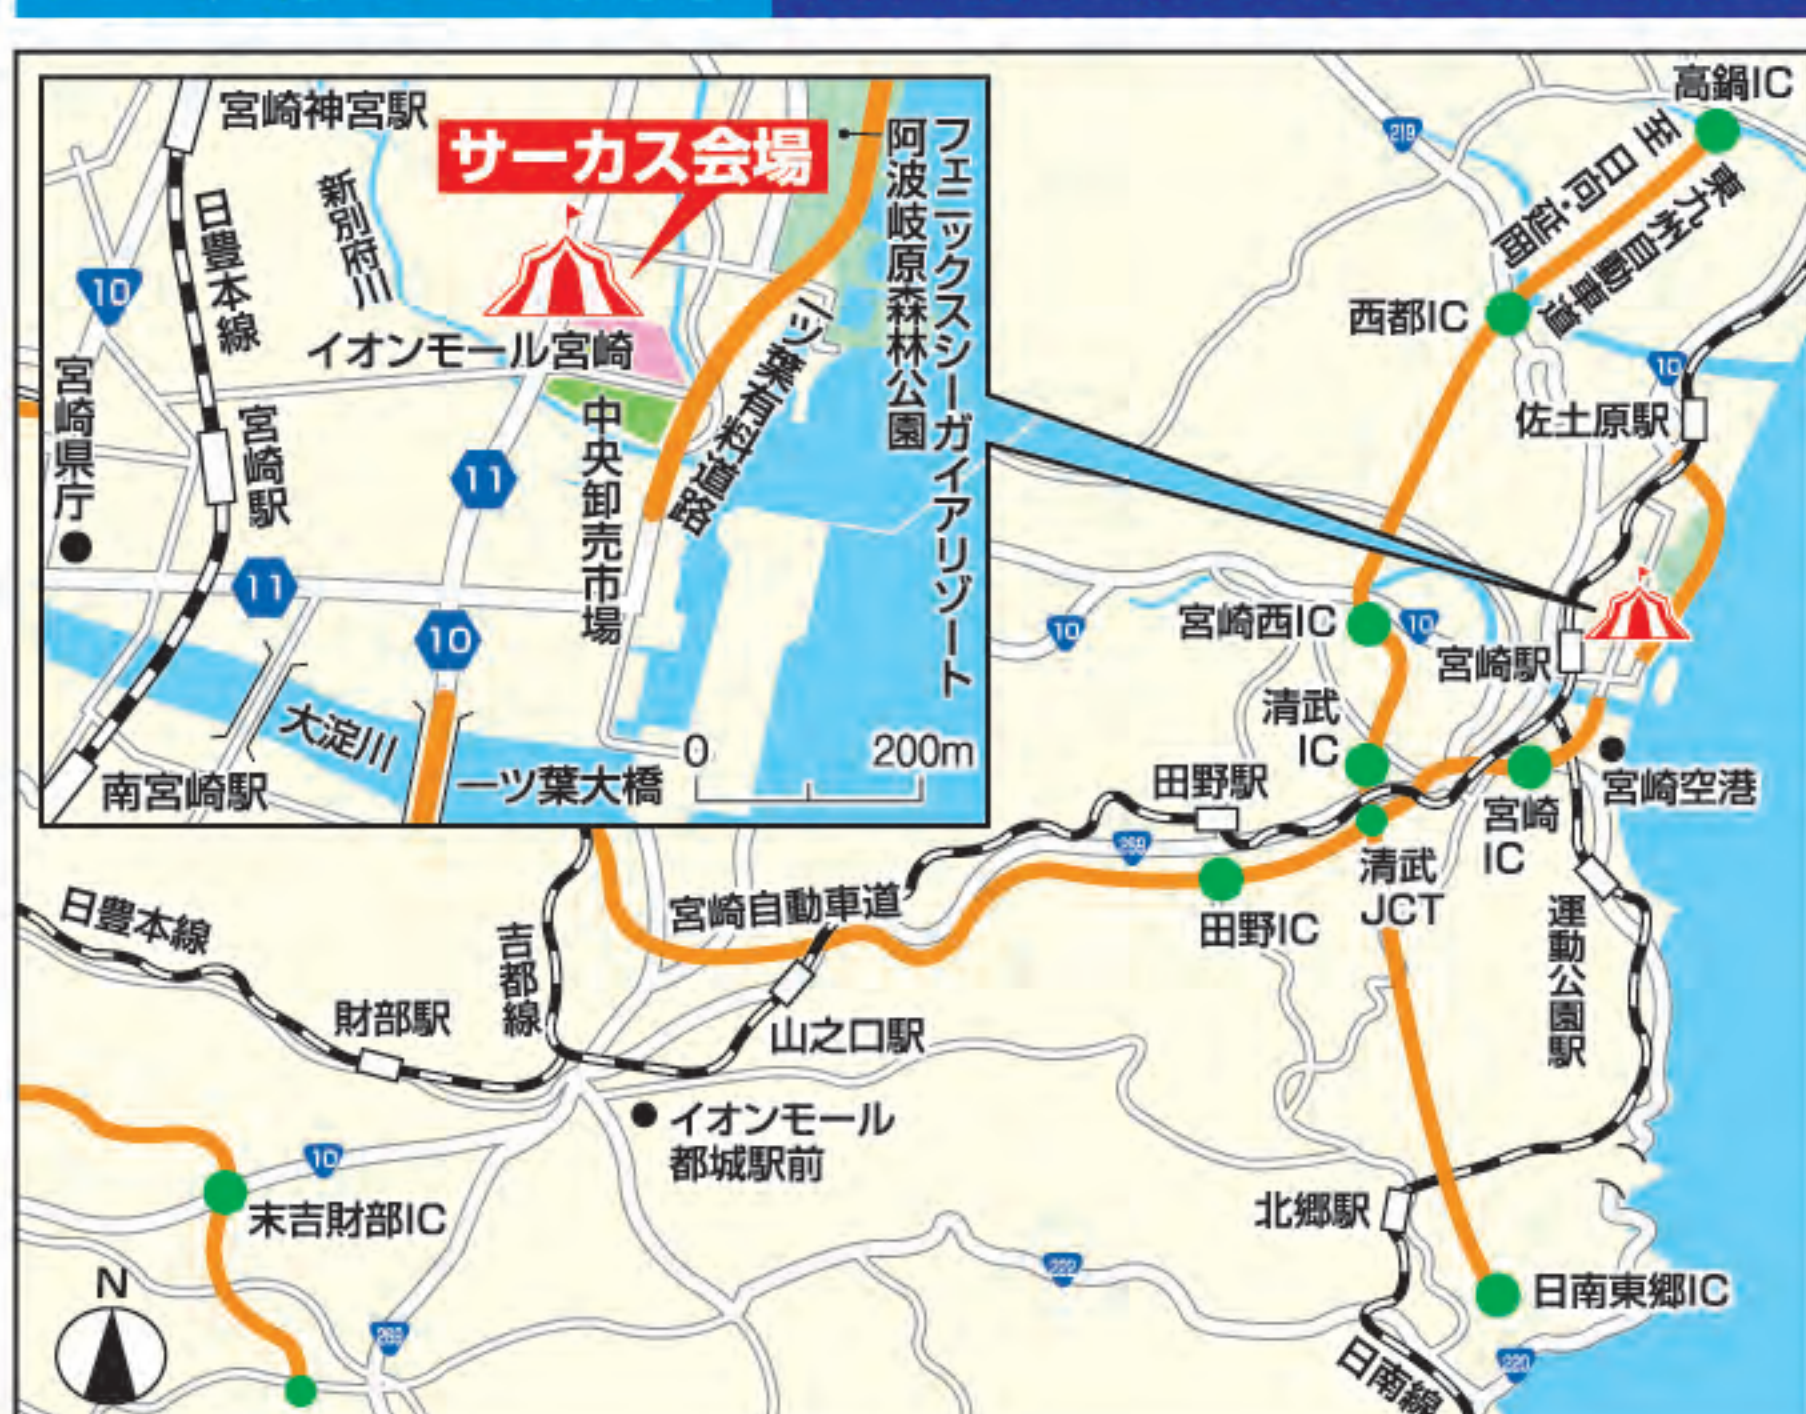 宮崎神宮駅
サーカス会場
フェニックスシーガイアリゾート
阿波岐原森林公園
新別府川
日豊本線
10
イオンモール宮崎
一ツ葉有料道路
宮崎県庁
宮崎駅
中央卸売市場
11
11
10
大淀川
南宮崎駅
一ツ葉大橋
0
200m
高鍋IC
219
至 日向・延岡
東九州自動車道
西都IC
10
佐土原駅
宮崎西IC
10
10
宮崎駅
清武
IC
田野駅
宮崎空港
宮崎
IC
269
清武
JCT
田野IC
宮崎自動車道
日豊本線
吉都線
運動公園駅
財部駅
山之口駅
イオンモール
都城駅前
10
末吉財部IC
北郷駅
222
日南東郷IC
N
269
220
日南線